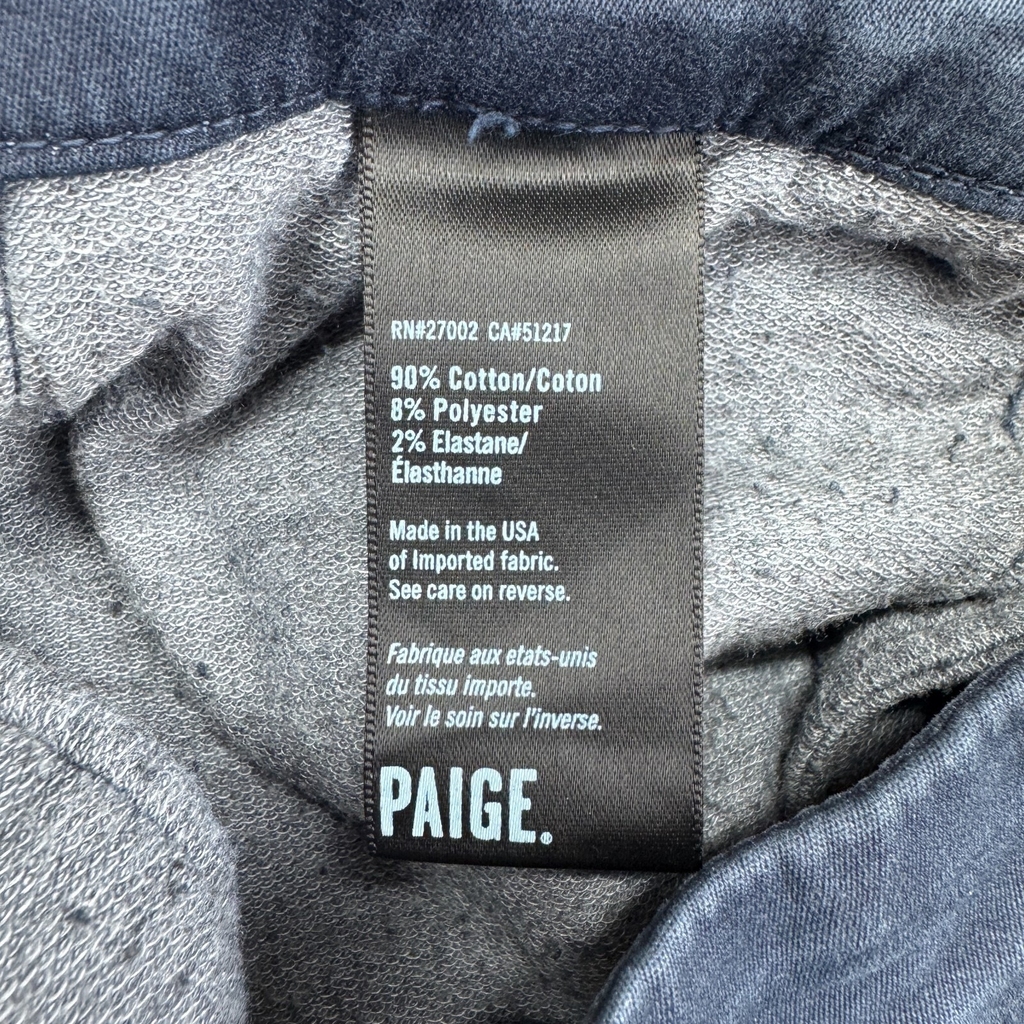 RN#27002 CA#51217
90% Cotton/Coton
8% Polyester
2% Elastane/
Élasthanne
Made in the USA
of Imported fabric.
See care on reverse.
Fabrique aux etats-unis
du tissu importe.
Voir le soin sur l'inverse.
PAIGE.®